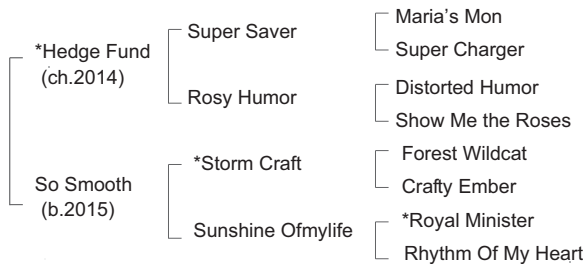 *Hedge Fund
(ch.2014)
Super Saver
Maria's Mon
Super Charger
Rosy Humor
Distorted Humor
Show Me the Roses
So Smooth
(b.2015)
*Storm Craft
Forest Wildcat
Crafty Ember
Sunshine Ofmylife
*Royal Minister
Rhythm Of My Heart